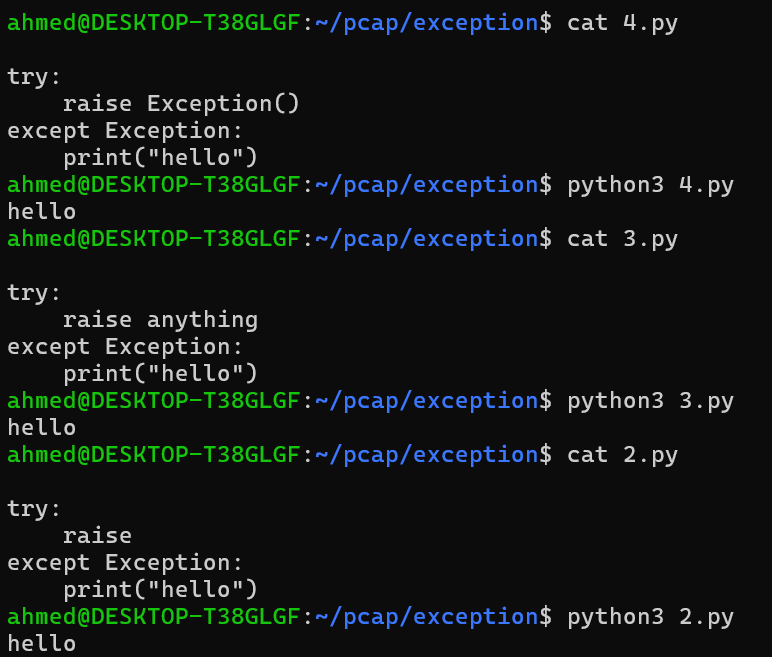 ahmed@DESKTOP-T38GLGF:~/pcap/exception$ cat 4.py

try:
    raise Exception()
except Exception:
    print("hello")
ahmed@DESKTOP-T38GLGF:~/pcap/exception$ python3 4.py
hello
ahmed@DESKTOP-T38GLGF:~/pcap/exception$ cat 3.py

try:
    raise anything
except Exception:
    print("hello")
ahmed@DESKTOP-T38GLGF:~/pcap/exception$ python3 3.py
hello
ahmed@DESKTOP-T38GLGF:~/pcap/exception$ cat 2.py

try:
    raise
except Exception:
    print("hello")
ahmed@DESKTOP-T38GLGF:~/pcap/exception$ python3 2.py
hello